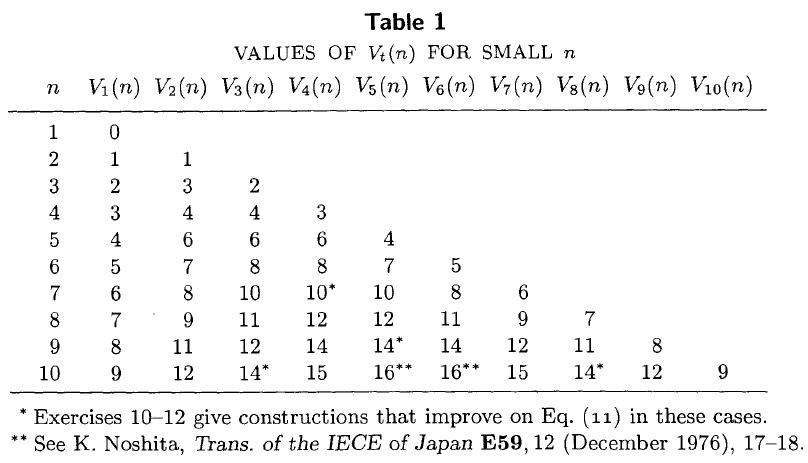 Table 1
VALUES OF V_t(n) FOR SMALL n
n V_1(n) V_2(n) V_3(n) V_4(n) V_5(n) V_6(n) V_7(n) V_8(n) V_9(n) V_10(n)
1 0
2 1 1
3 2 3 2
4 3 4 4 3
5 4 6 6 6 4
6 5 7 8 8 7 5
7 6 8 10 10* 10 8 6
8 7 9 11 12 12 11 9 7
9 8 11 12 14 14* 14 12 11 8
10 9 12 14* 15 16** 16** 15 14* 12 9
* Exercises 10–12 give constructions that improve on Eq. (11) in these cases.
** See K. Noshita, Trans. of the IECE of Japan E59, 12 (December 1976), 17–18.